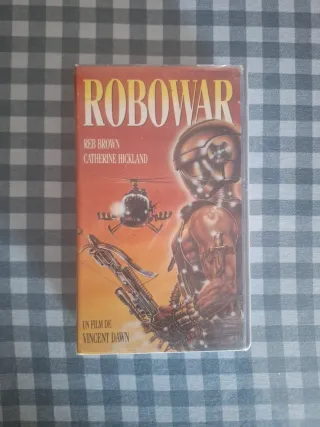 ROBOWAR
REB BROWN
CATHERINE HICKLAND
UN FILM DE
VINCENT DAWN